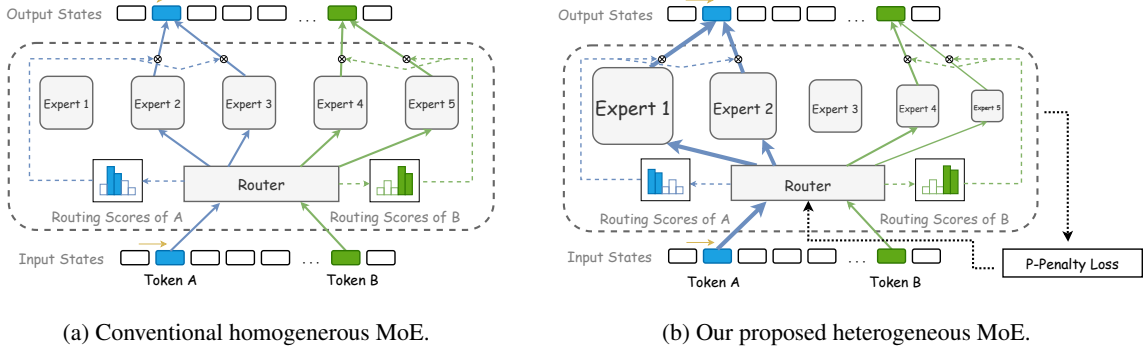 Output States
...
Expert 1
Expert 2
Expert 3
Expert 4
Expert 5
Router
Routing Scores of A
Routing Scores of B
Input States
...
Token A
Token B
(a) Conventional homogenerous MoE.
Output States
...
Expert 1
Expert 2
Expert 3
Expert 4
Expert 5
Router
Routing Scores of A
Routing Scores of B
Input States
...
Token A
Token B
P-Penalty Loss
(b) Our proposed heterogeneous MoE.